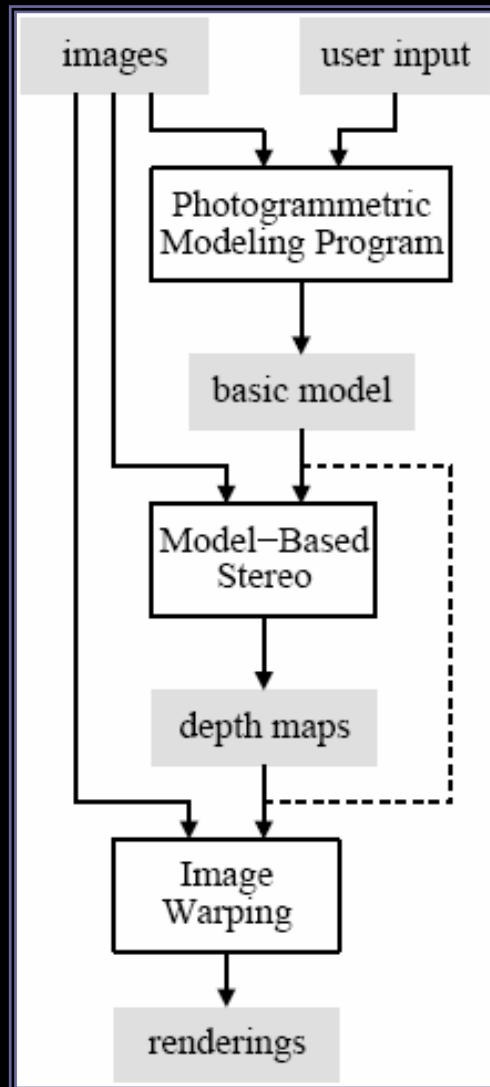 images
user input
Photogrammetric
Modeling Program
basic model
Model−Based
Stereo
depth maps
Image
Warping
renderings